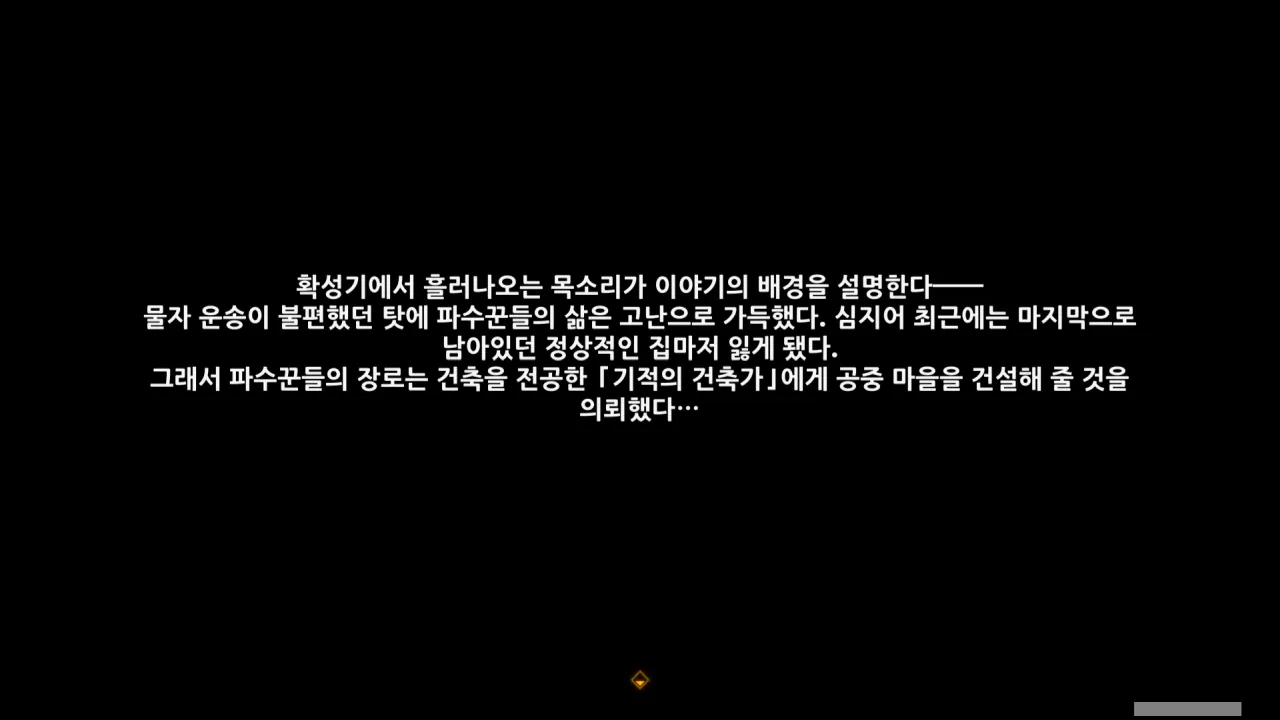 확성기에서 흘러나오는 목소리가 이야기의 배경을 설명한다──
물자 운송이 불편했던 탓에 파수꾼들의 삶은 고난으로 가득했다. 심지어 최근에는 마지막으로
남아있던 정상적인 집마저 잃게 됐다.
그래서 파수꾼들의 장로는 건축을 전공한 「기적의 건축가」에게 공중 마을을 건설해 줄 것을
의뢰했다…